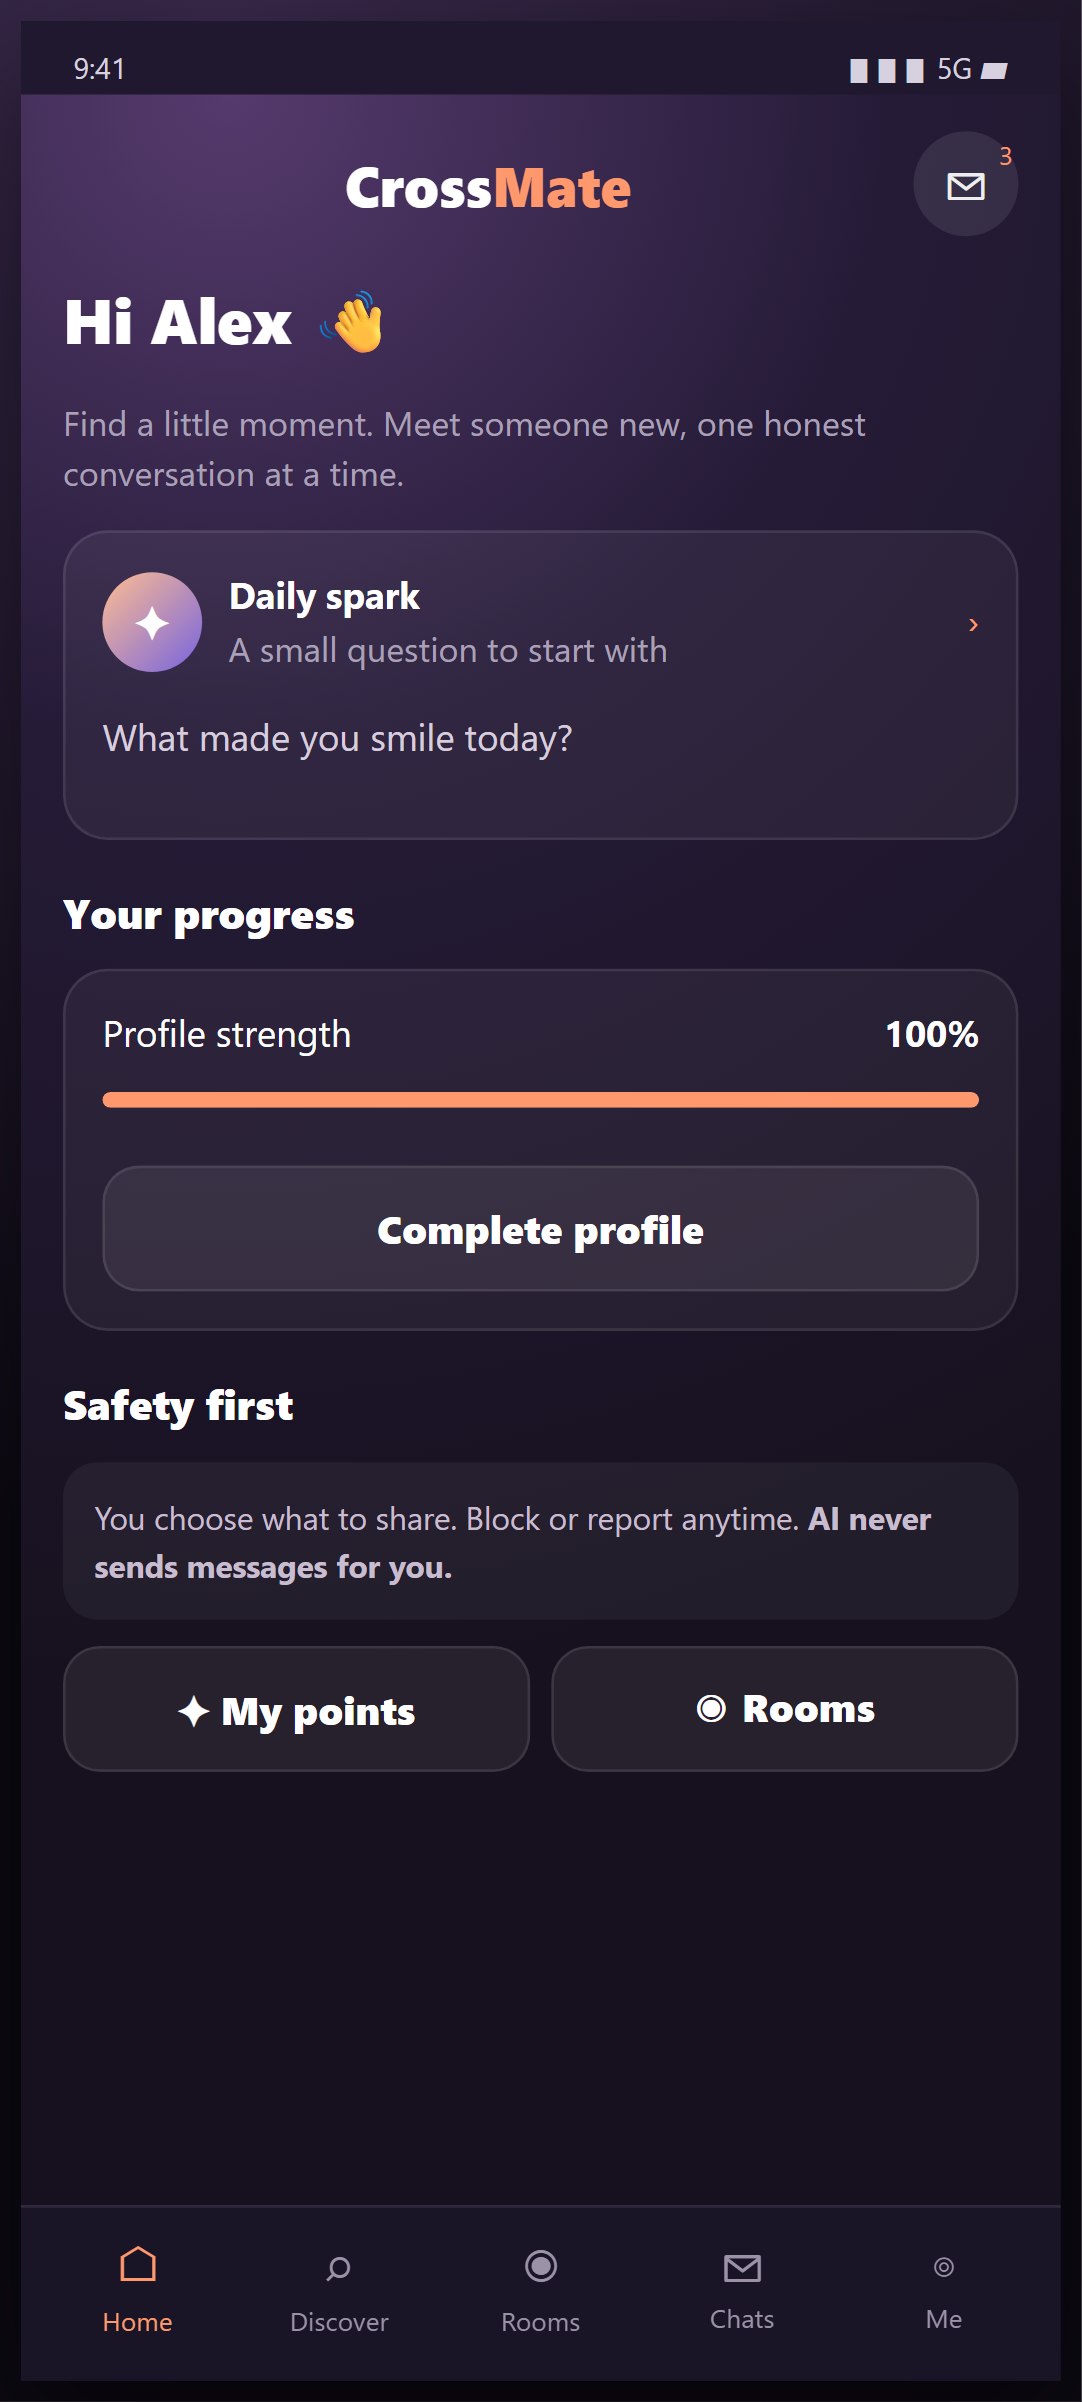 9:41
5G
CrossMate
3
Hi Alex 👋
Find a little moment. Meet someone new, one honest
conversation at a time.
Daily spark
A small question to start with
›
What made you smile today?
Your progress
Profile strength
100%
Complete profile
Safety first
You choose what to share. Block or report anytime. AI never
sends messages for you.
✦ My points
◉ Rooms
Home
Discover
Rooms
Chats
Me